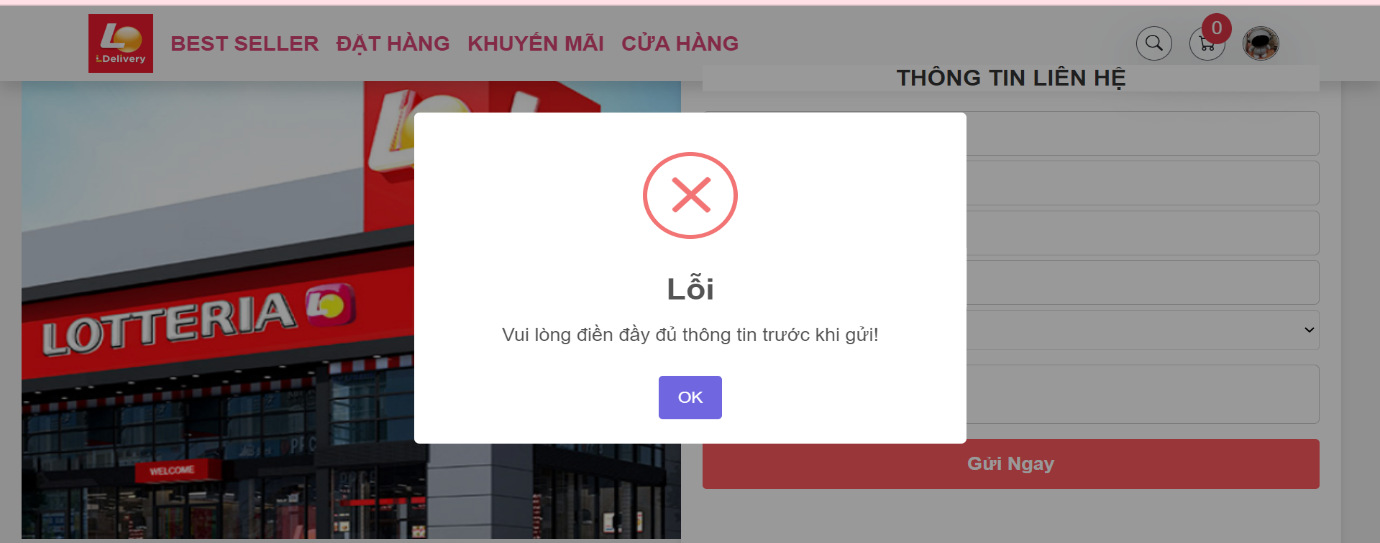 L.Delivery
BEST SELLER ĐẶT HÀNG KHUYẾN MÃI CỬA HÀNG
0
THÔNG TIN LIÊN HỆ
LOTTERIA
WELCOME
Lỗi
Vui lòng điền đầy đủ thông tin trước khi gửi!
OK
Gửi Ngay